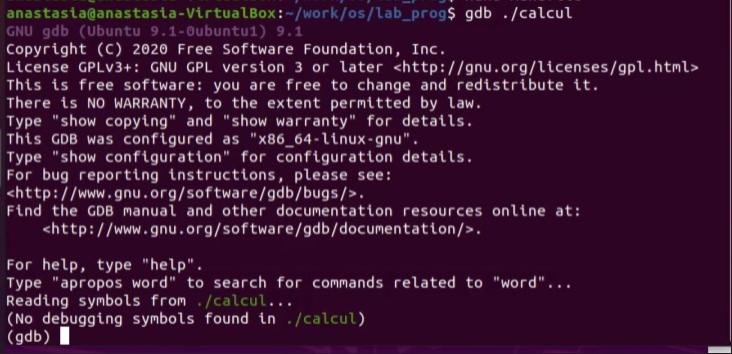 anastasia@anastasia-VirtualBox:~/work/os/lab_prog$ gdb ./calcul
GNU gdb (Ubuntu 9.1-0ubuntu1) 9.1
Copyright (C) 2020 Free Software Foundation, Inc.
License GPLv3+: GNU GPL version 3 or later <http://gnu.org/licenses/gpl.html>
This is free software: you are free to change and redistribute it.
There is NO WARRANTY, to the extent permitted by law.
Type "show copying" and "show warranty" for details.
This GDB was configured as "x86_64-linux-gnu".
Type "show configuration" for configuration details.
For bug reporting instructions, please see:
<http://www.gnu.org/software/gdb/bugs/>.
Find the GDB manual and other documentation resources online at:
    <http://www.gnu.org/software/gdb/documentation/>.

For help, type "help".
Type "apropos word" to search for commands related to "word"...
Reading symbols from ./calcul...
(No debugging symbols found in ./calcul)
(gdb)